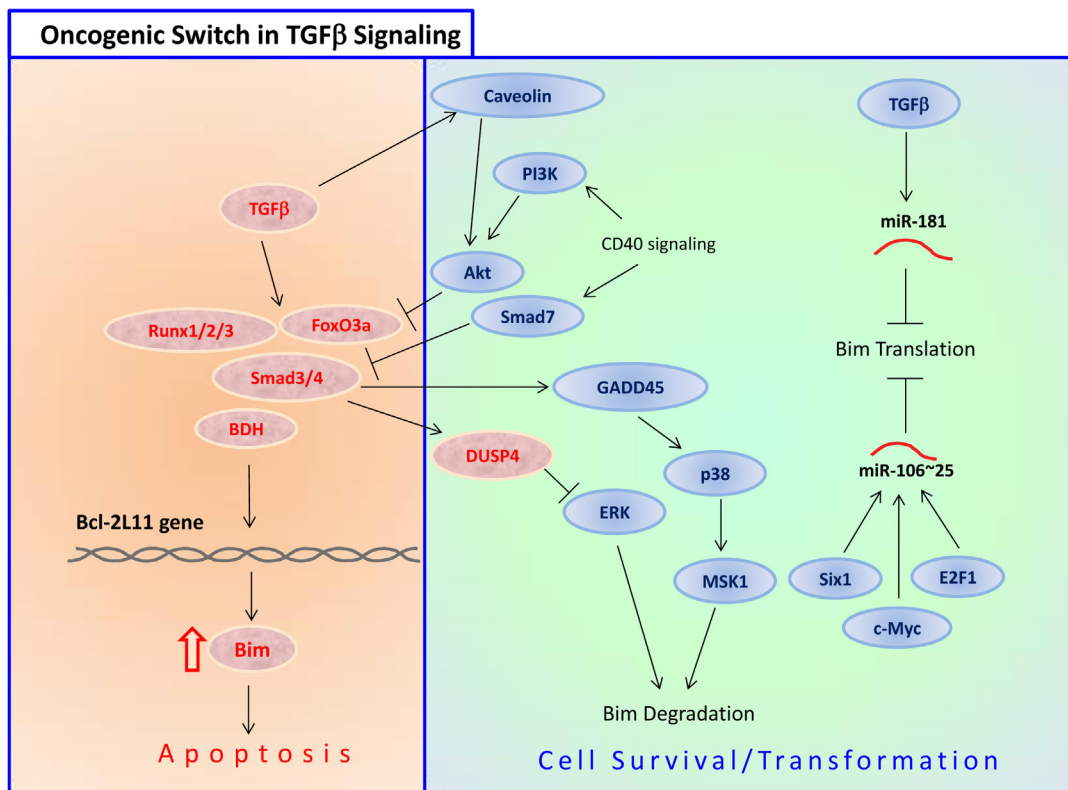 Oncogenic Switch in TGFβ Signaling
TGFβ
Runx1/2/3
FoxO3a
Smad3/4
BDH
Bcl-2L11 gene
Bim
Apoptosis
Caveolin
PI3K
CD40 signaling
Akt
Smad7
GADD45
DUSP4
p38
ERK
MSK1
Bim Degradation
TGFβ
miR-181
Bim Translation
miR-106~25
Six1
E2F1
c-Myc
Cell Survival/Transformation